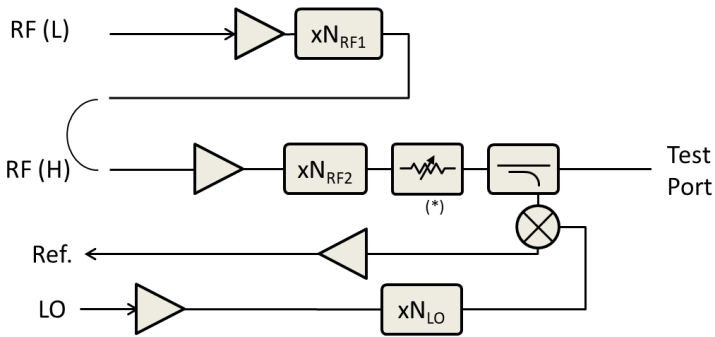 RF (L)
xN_RF1
RF (H)
xN_RF2
(*)
Test
Port
Ref.
LO
xN_LO